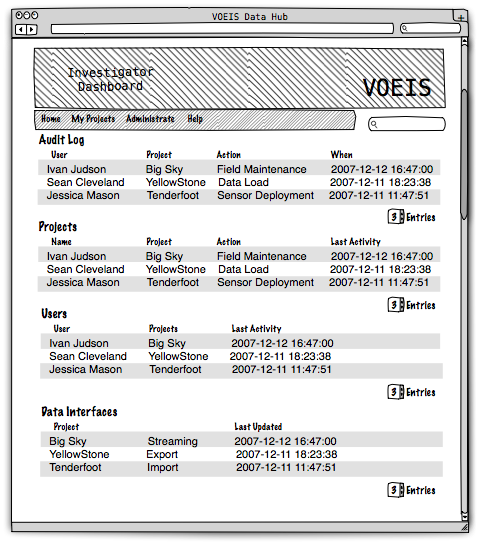 VOEIS Data Hub
Investigator
Dashboard
VOEIS
Home My Projects Administrate Help
Audit Log
User Project Action When
Ivan Judson Big Sky Field Maintenance 2007-12-12 16:47:00
Sean Cleveland YellowStone Data Load 2007-12-11 18:23:38
Jessica Mason Tenderfoot Sensor Deployment 2007-12-11 11:47:51
3 Entries
Projects
Name Project Action Last Activity
Ivan Judson Big Sky Field Maintenance 2007-12-12 16:47:00
Sean Cleveland YellowStone Data Load 2007-12-11 18:23:38
Jessica Mason Tenderfoot Sensor Deployment 2007-12-11 11:47:51
3 Entries
Users
User Projects Last Activity
Ivan Judson Big Sky 2007-12-12 16:47:00
Sean Cleveland YellowStone 2007-12-11 18:23:38
Jessica Mason Tenderfoot 2007-12-11 11:47:51
3 Entries
Data Interfaces
Project Last Updated
Big Sky Streaming 2007-12-12 16:47:00
YellowStone Export 2007-12-11 18:23:38
Tenderfoot Import 2007-12-11 11:47:51
3 Entries